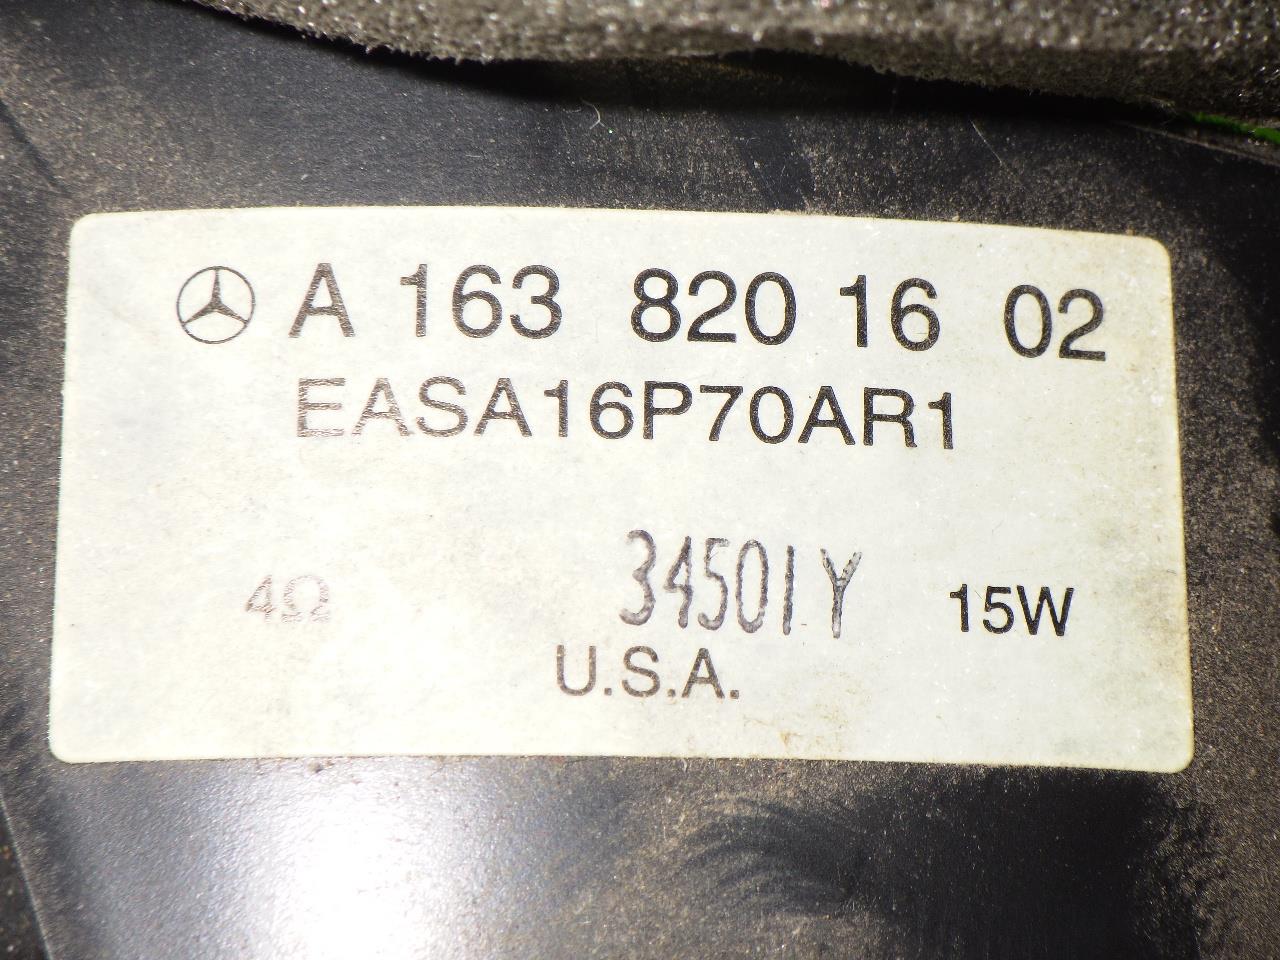 A 163 820 16 02
EASA16P70AR1
4Ω 34501Y 15W
U.S.A.